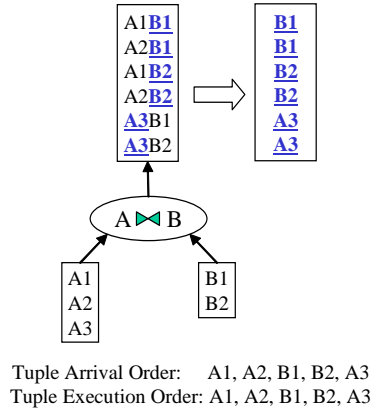 A1B1
A2B1
A1B2
A2B2
A3B1
A3B2
B1
B1
B2
B2
A3
A3
A ⋈ B
A1
A2
A3
B1
B2
Tuple Arrival Order: A1, A2, B1, B2, A3
Tuple Execution Order: A1, A2, B1, B2, A3